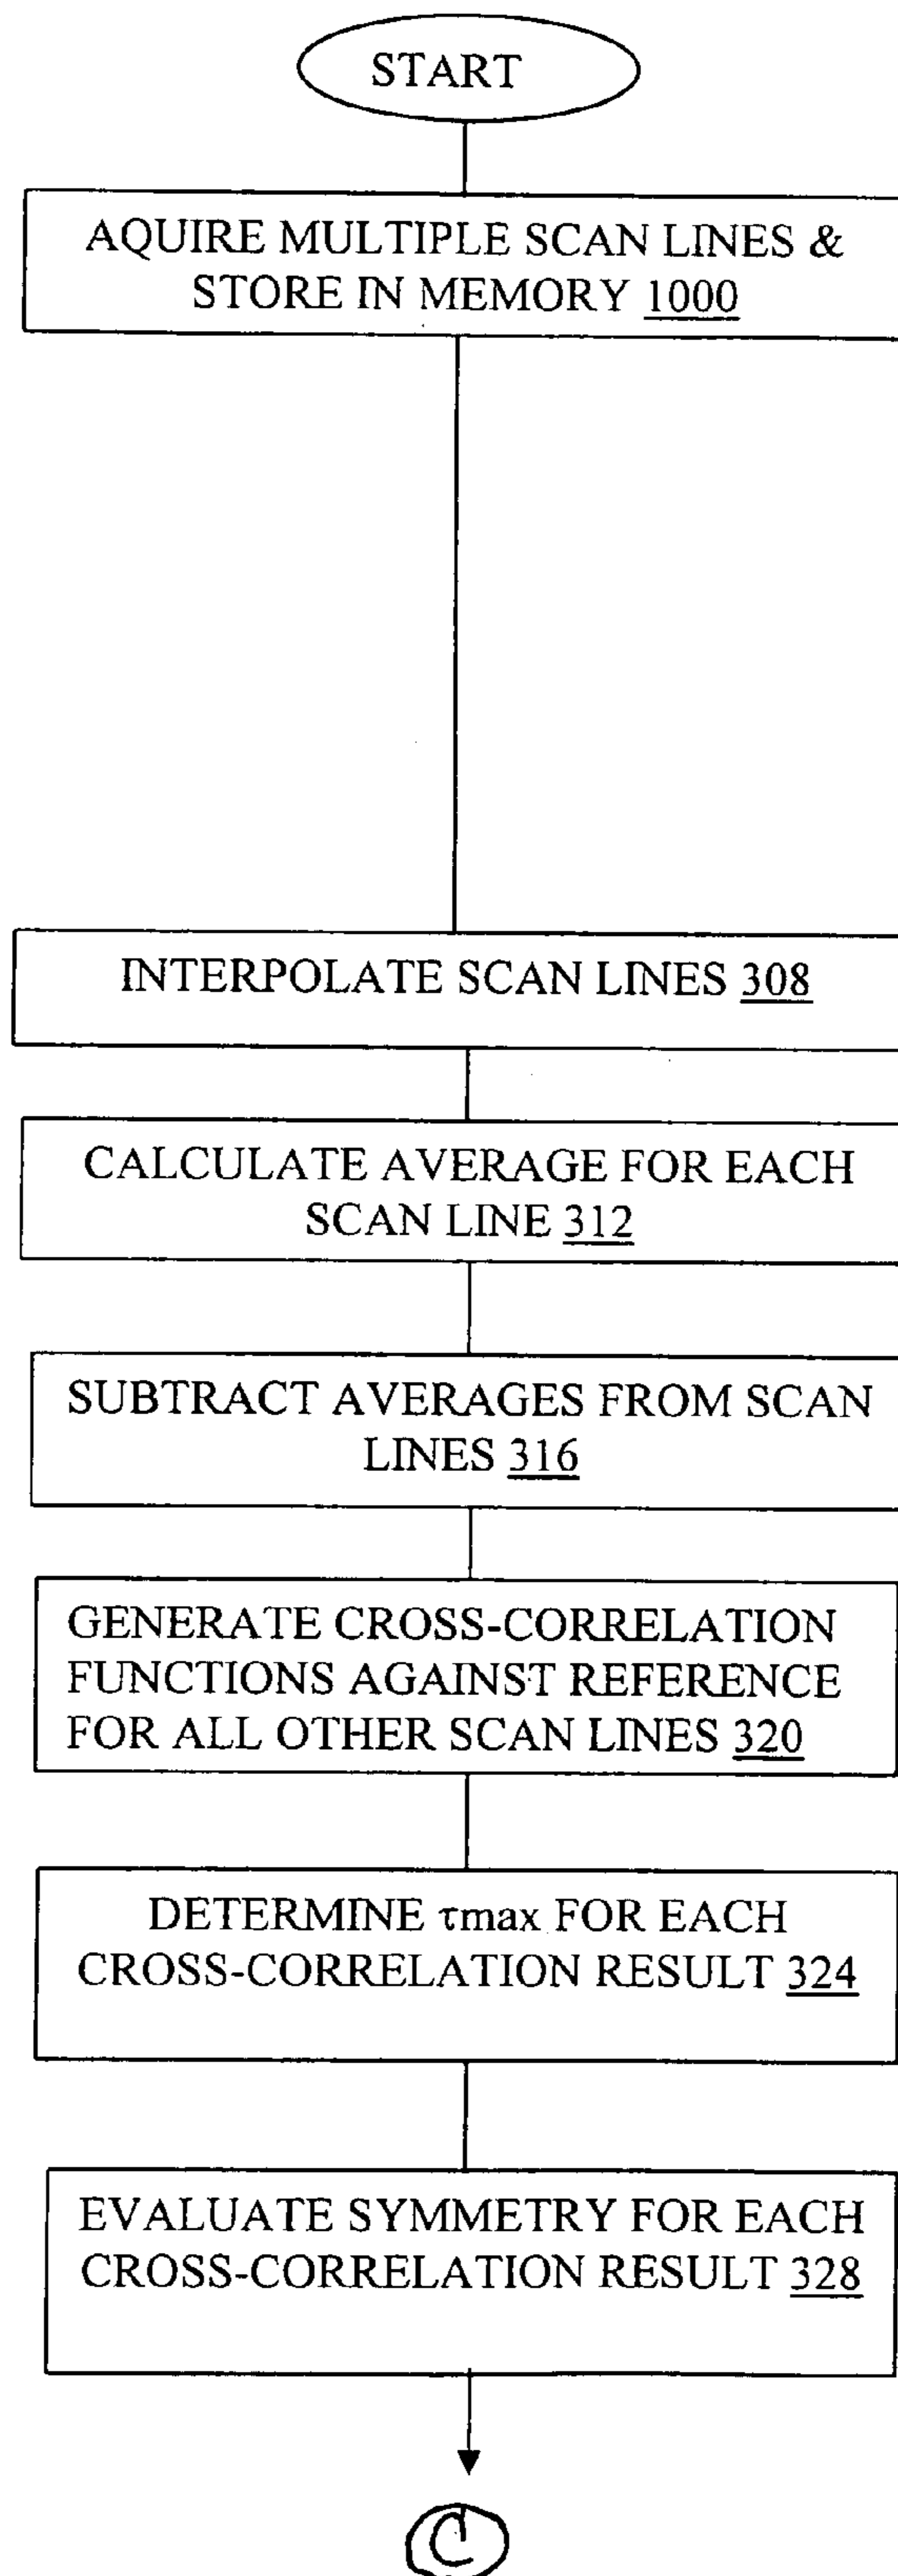 START
AQUIRE MULTIPLE SCAN LINES &
STORE IN MEMORY 1000
INTERPOLATE SCAN LINES 308
CALCULATE AVERAGE FOR EACH
SCAN LINE 312
SUBTRACT AVERAGES FROM SCAN
LINES 316
GENERATE CROSS-CORRELATION
FUNCTIONS AGAINST REFERENCE
FOR ALL OTHER SCAN LINES 320
DETERMINE τmax FOR EACH
CROSS-CORRELATION RESULT 324
EVALUATE SYMMETRY FOR EACH
CROSS-CORRELATION RESULT 328
C